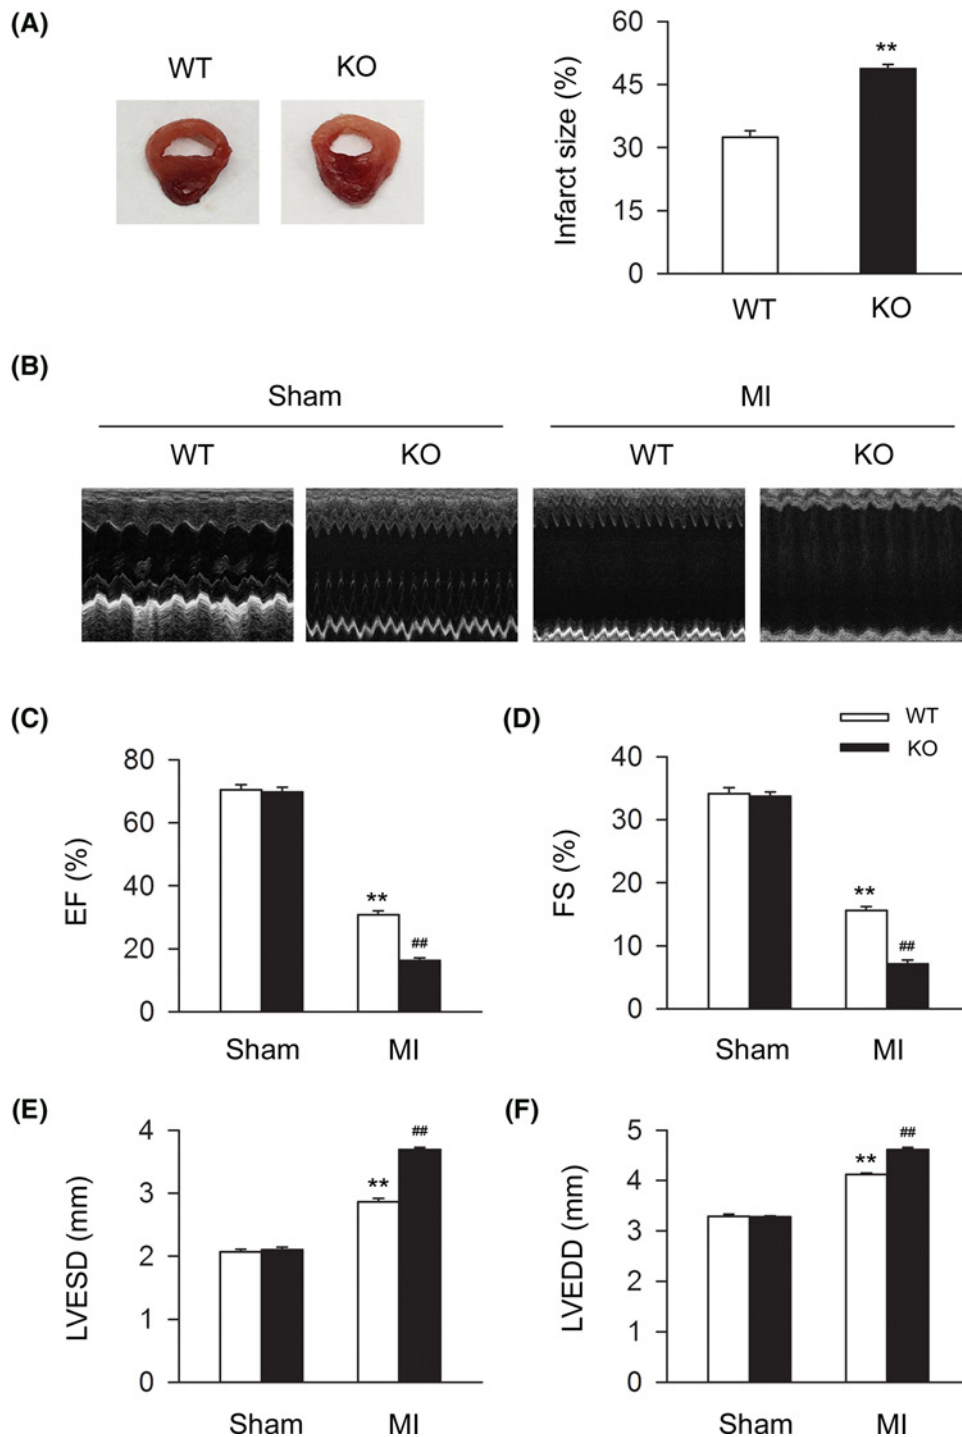 (A)
WT KO
Infarct size (%)
60
45
30
15
0
**
WT KO
(B)
Sham MI
WT KO WT KO
(C)
EF (%)
80
60
40
20
0
**
##
Sham MI
(D)
WT
KO
FS (%)
40
30
20
10
0
**
##
Sham MI
(E)
LVESD (mm)
4
3
2
1
0
**
##
Sham MI
(F)
LVEDD (mm)
5
4
3
2
1
0
**
##
Sham MI